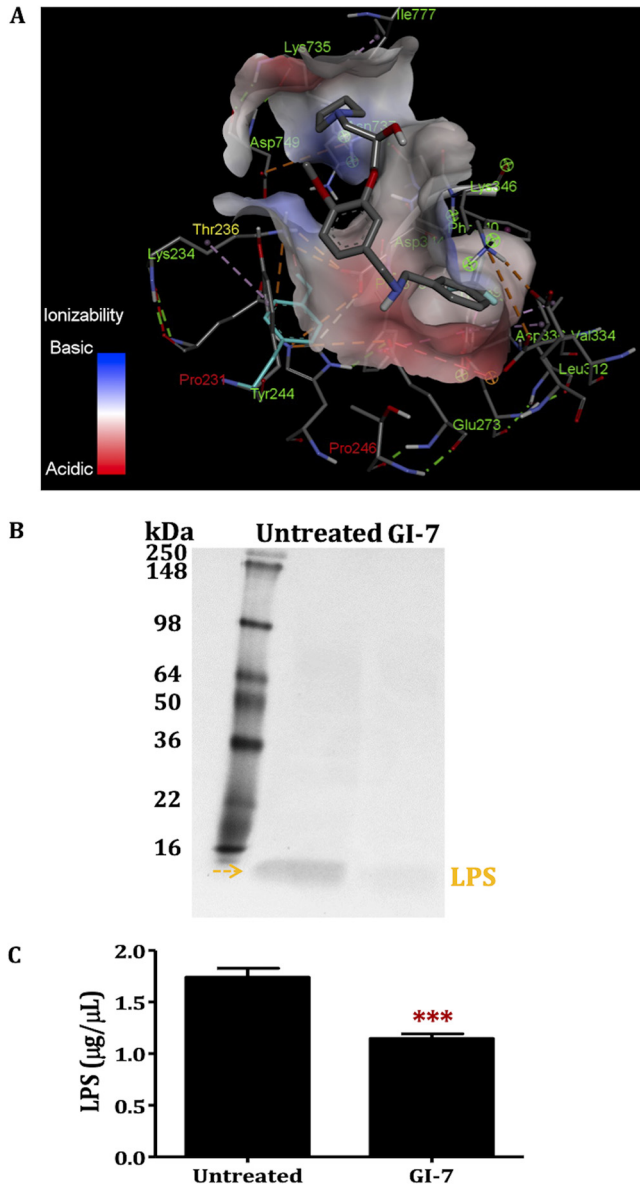 A
Ile777
Lys735
Asp749
Lys346
Thr236
Lys234
Ionizability
Basic
Acidic
Val334
Pro231
Tyr244
Leu312
Glu273
Pro246
B
kDa
Untreated GI-7
250
148
98
64
50
36
22
16
LPS
C
LPS (µg/µL)
2.0
1.5
1.0
0.5
0.0
***
Untreated
GI-7